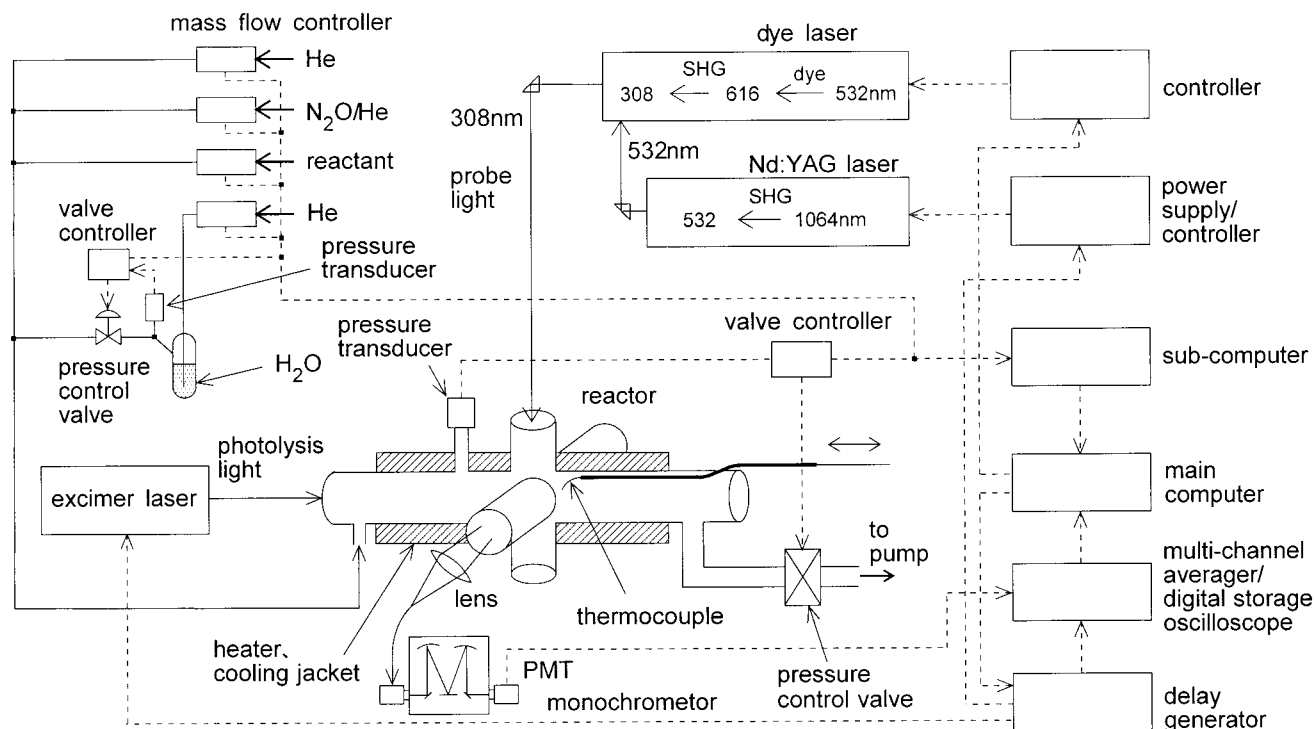 mass flow controller
He
N2O/He
reactant
He
valve
controller
pressure
transducer
pressure
control
valve
H2O
dye laser
SHG
dye
308
616
532nm
308nm
532nm
probe
light
Nd:YAG laser
SHG
532
1064nm
controller
power
supply/
controller
pressure
transducer
valve controller
sub-computer
reactor
photolysis
light
excimer laser
main
computer
to
pump
lens
thermocouple
multi-channel
averager/
digital storage
oscilloscope
heater、
cooling jacket
PMT
monochrometor
pressure
control valve
delay
generator